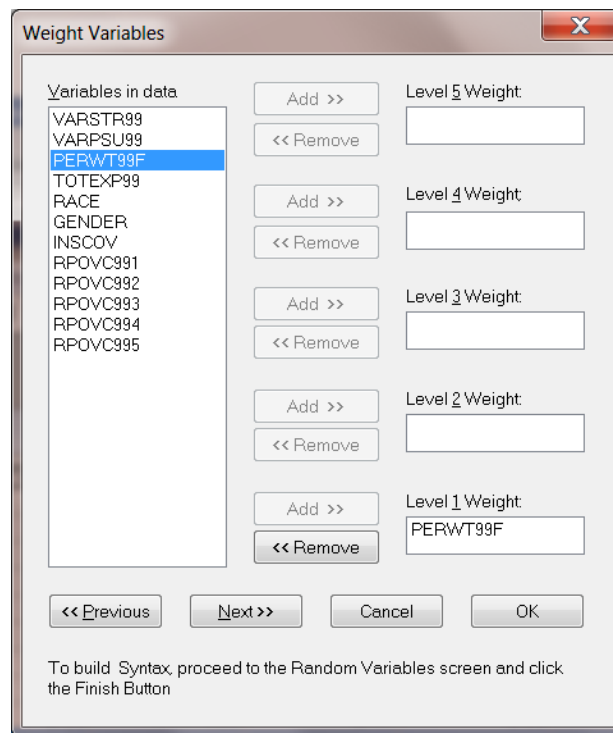 Weight Variables
X
Variables in data
VARSTR99
VARPSU99
PERWT99F
TOTEXP99
RACE
GENDER
INSCOV
RPOVC991
RPOVC992
RPOVC993
RPOVC994
RPOVC995
Add >>
<< Remove
Level 5 Weight:
Add >>
<< Remove
Level 4 Weight:
Add >>
<< Remove
Level 3 Weight:
Add >>
<< Remove
Level 2 Weight:
Add >>
<< Remove
Level 1 Weight:
PERWT99F
<< Previous
Next >>
Cancel
OK
To build Syntax, proceed to the Random Variables screen and click
the Finish Button